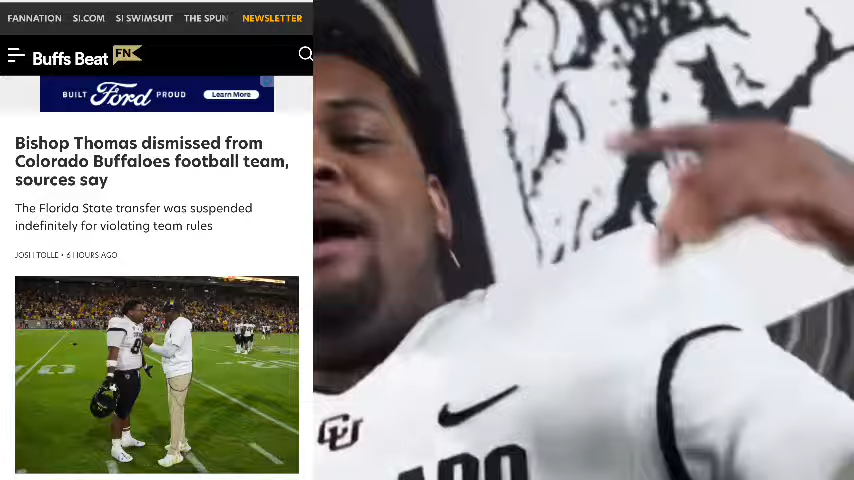 FANNATION SI.COM SI SWIMSUIT THE SPUN NEWSLETTER
Buffs Beat FN
BUILT Ford PROUD Learn More
Bishop Thomas dismissed from
Colorado Buffaloes football team,
sources say
The Florida State transfer was suspended
indefinitely for violating team rules
JOSH TOLLE • 6 HOURS AGO
CU